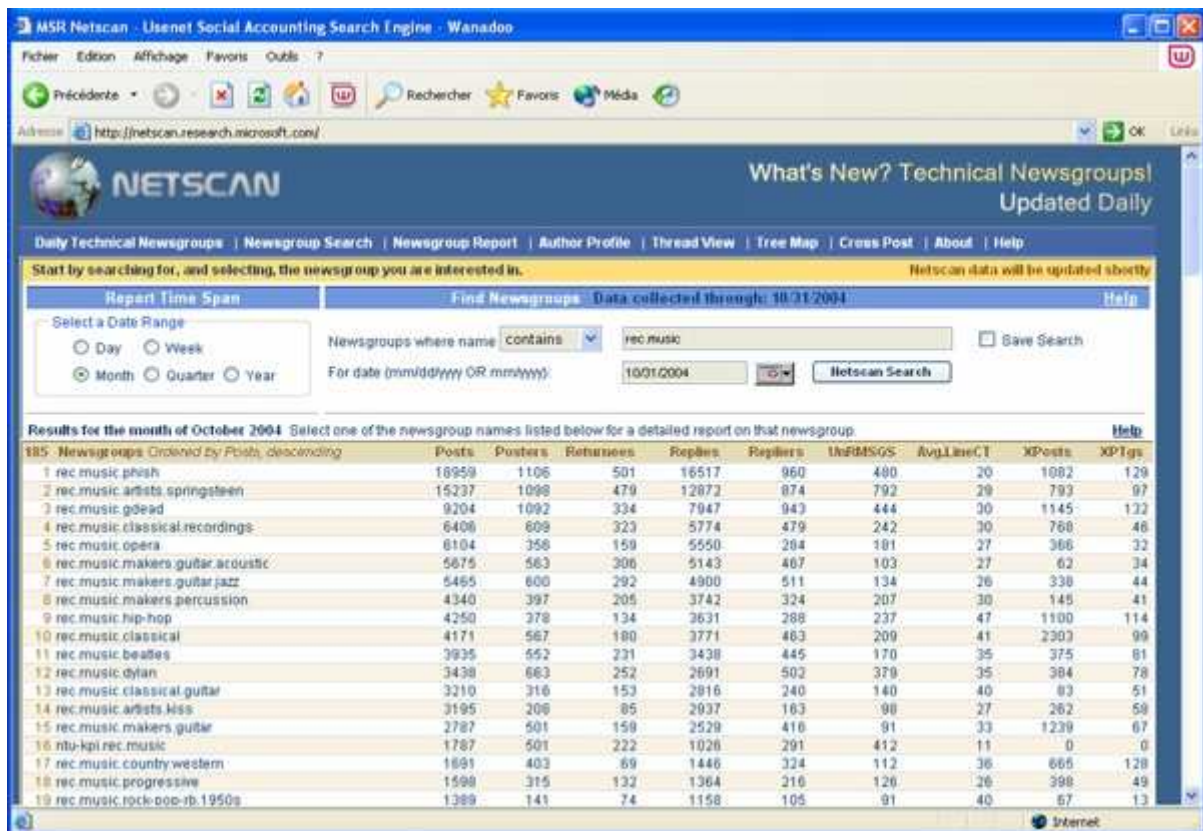 MSR Netscan - Usenet Social Accounting Search Engine - Wanadoo
Fichier Edition Affichage Favoris Outils ?
Précédente Rechercher Favoris Média
Adresse http://netscan.research.microsoft.com/ OK Links
NETSCAN
What's New? Technical Newsgroups!
Updated Daily
Daily Technical Newsgroups | Newsgroup Search | Newsgroup Report | Author Profile | Thread View | Tree Map | Cross Post | About | Help
Start by searching for, and selecting, the newsgroup you are interested in. Netscan data will be updated shortly
Report Time Span Find Newsgroups Data collected through: 10/31/2004 Help
Select a Date Range
Day Week
Month Quarter Year
Newsgroups where name contains rec.music Save Search
For date (mm/dd/yyyy OR mm/yyyy): 10/31/2004 Netscan Search
Results for the month of October 2004 Select one of the newsgroup names listed below for a detailed report on that newsgroup. Help
185 Newsgroups Ordered by Posts, descending Posts Posters Returnees Replies Repliers UnRMSGS Avg.LineCT XPosts XPTgs
1 rec.music.phish 18959 1106 501 16517 960 480 20 1082 129
2 rec.music.artists.springsteen 15237 1098 479 12872 874 792 29 793 97
3 rec.music.gdead 9204 1092 334 7947 943 444 30 1145 132
4 rec.music.classical.recordings 6406 609 323 5774 479 242 30 768 46
5 rec.music.opera 6104 356 159 5550 284 181 27 366 32
6 rec.music.makers.guitar.acoustic 5675 563 306 5143 467 103 27 62 34
7 rec.music.makers.guitar.jazz 5465 600 292 4900 511 134 26 338 44
8 rec.music.makers.percussion 4340 397 205 3742 324 207 30 145 41
9 rec.music.hip-hop 4250 378 134 3631 288 237 47 1100 114
10 rec.music.classical 4171 567 180 3771 463 209 41 2303 99
11 rec.music.beatles 3935 552 231 3438 445 170 35 375 81
12 rec.music.dylan 3438 663 252 2691 502 379 35 384 78
13 rec.music.classical.guitar 3210 316 153 2816 240 140 40 83 51
14 rec.music.artists.kiss 3195 206 85 2937 163 98 27 262 58
15 rec.music.makers.guitar 2787 501 159 2529 416 91 33 1239 67
16 ntu-kpi.rec.music 1787 501 222 1026 291 412 11 0 0
17 rec.music.country.western 1691 403 69 1446 324 112 36 665 128
18 rec.music.progressive 1598 315 132 1364 216 126 26 398 49
19 rec.music.rock-pop-rb.1950s 1389 141 74 1158 105 91 40 67 13
Internet